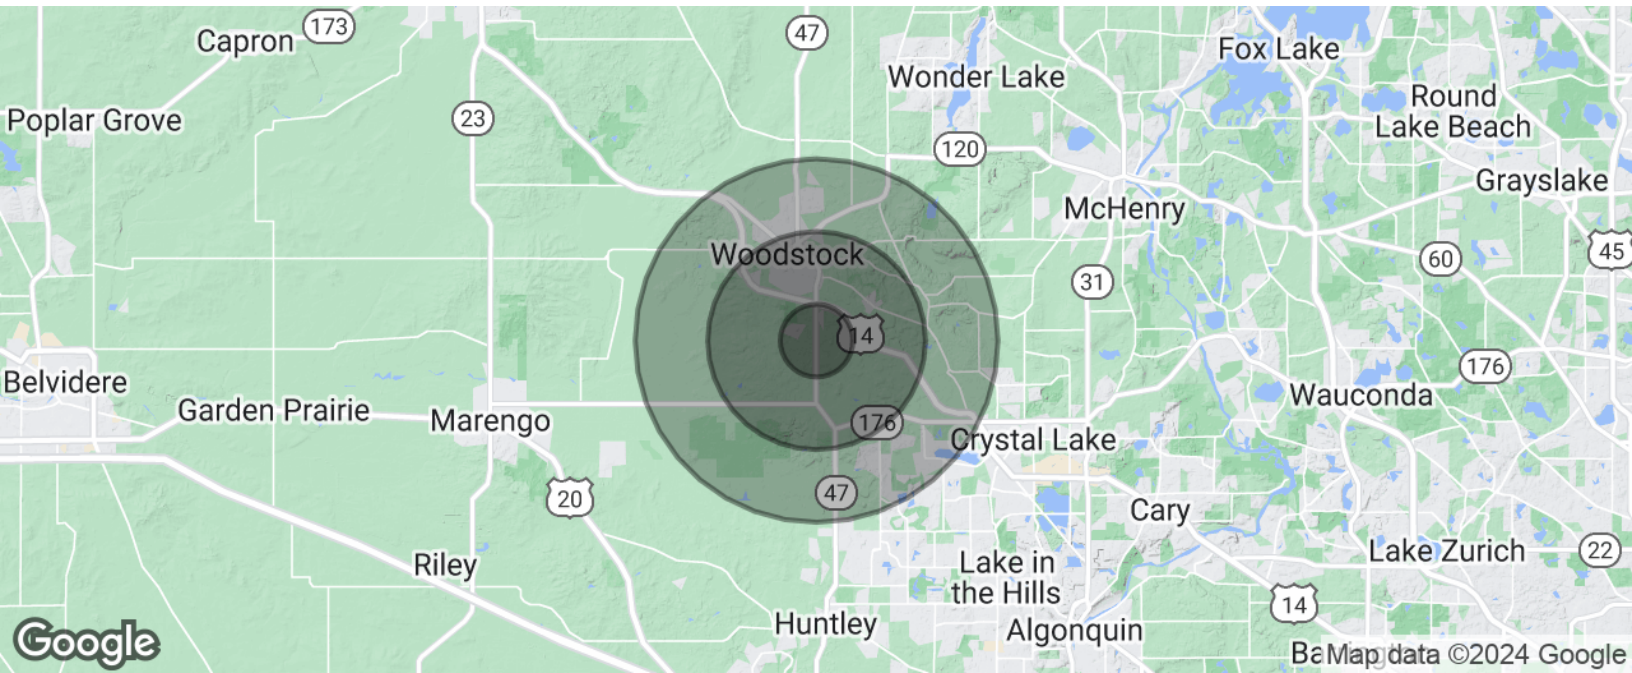 Capron
173
47
Fox Lake
Wonder Lake
Round
Lake Beach
Poplar Grove
23
120
Grayslake
McHenry
Woodstock
45
60
31
14
176
Belvidere
Wauconda
Garden Prairie
Marengo
176
Crystal Lake
47
20
Cary
Lake in
the Hills
Lake Zurich
22
Riley
14
Huntley
Algonquin
Google
Map data ©2024 Google